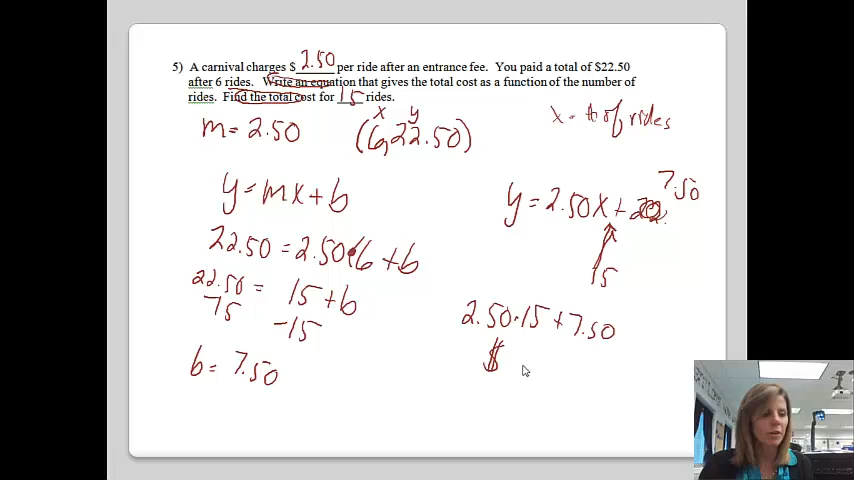 5) A carnival charges $ 2.50 per ride after an entrance fee. You paid a total of $22.50
after 6 rides. Write an equation that gives the total cost as a function of the number of
rides. Find the total cost for 15 rides.
x y
m = 2.50 (6, 22.50) x = # of rides
y = mx + b
y = 2.50x + 7.50
22.50 = 2.50 • 6 + b
15
22.50 = 15 + b
-15 -15
2.50 · 15 + 7.50
b = 7.50
$